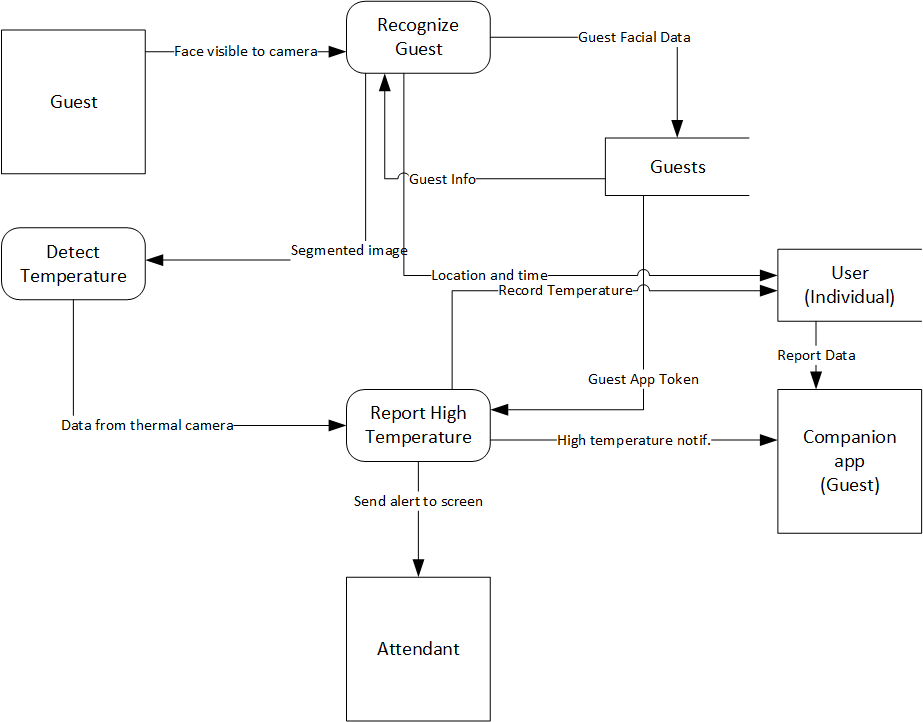 Recognize
Guest
Face visible to camera
Guest Facial Data
Guest
Guests
Guest Info
Detect
Temperature
Segmented image
Location and time
Record Temperature
User
(Individual)
Report Data
Guest App Token
Report High
Temperature
Data from thermal camera
High temperature notif.
Companion
app
(Guest)
Send alert to screen
Attendant